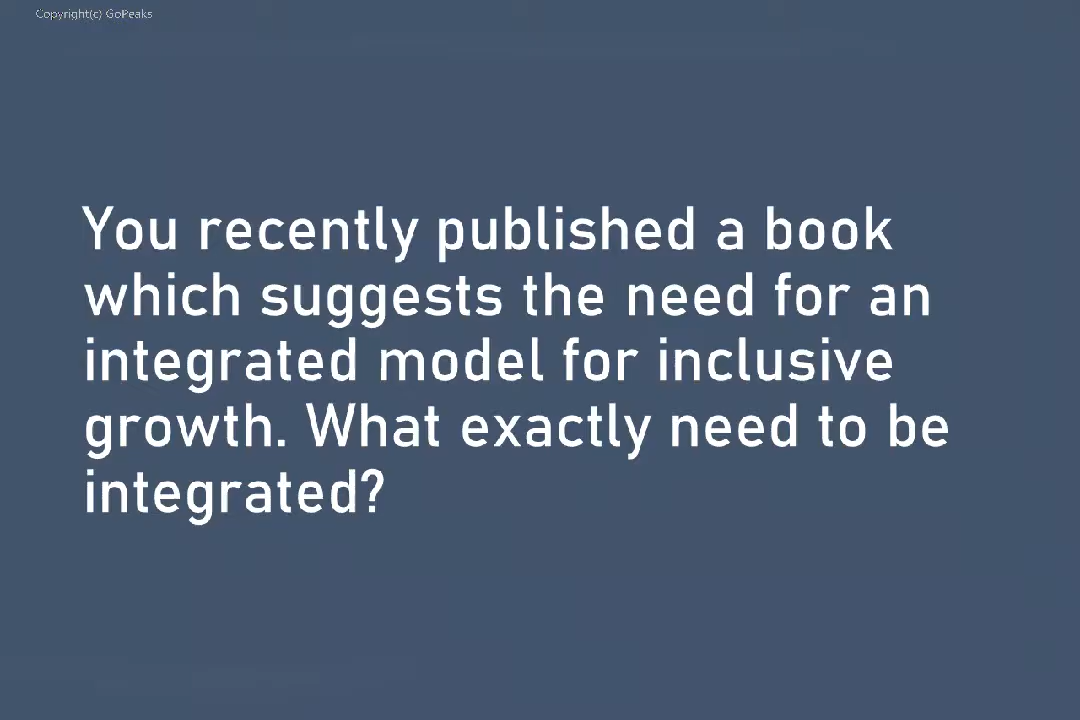 Copyright(c) GoPeaks
You recently published a book
which suggests the need for an
integrated model for inclusive
growth. What exactly need to be
integrated?